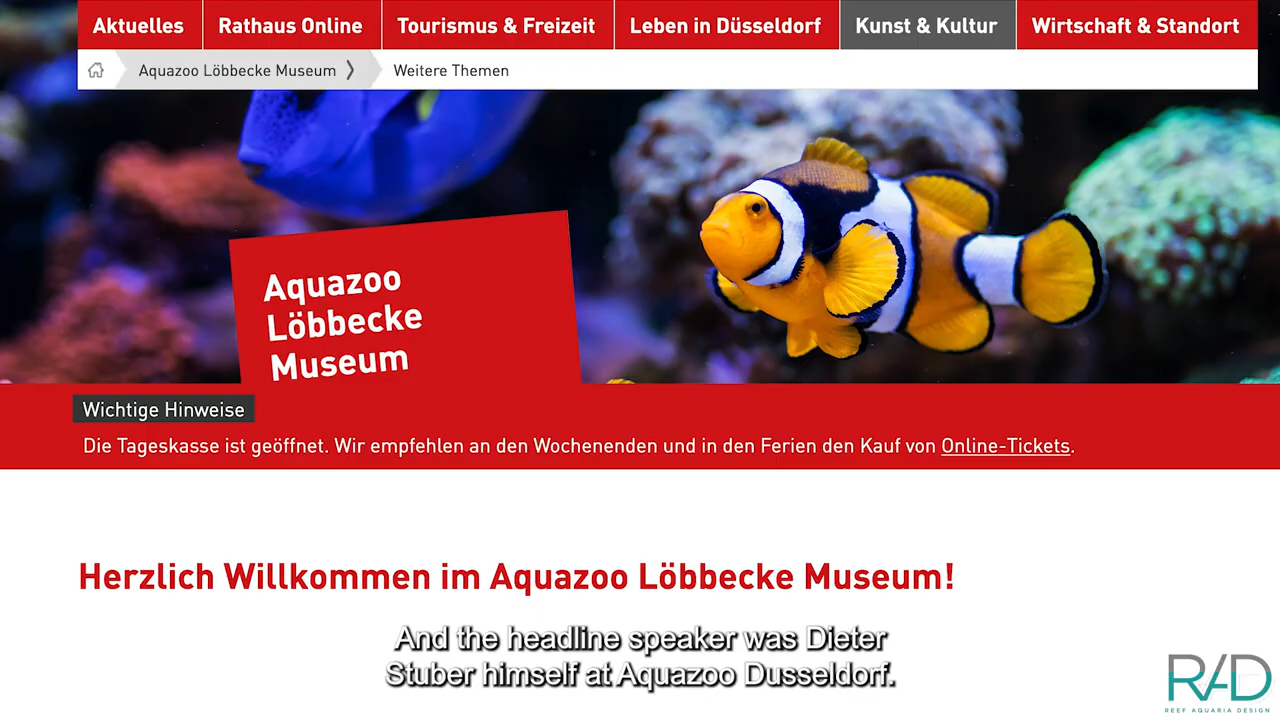 Aktuelles
Rathaus Online
Tourismus & Freizeit
Leben in Düsseldorf
Kunst & Kultur
Wirtschaft & Standort
Aquazoo Löbbecke Museum
Weitere Themen
Aquazoo
Löbbecke
Museum
Wichtige Hinweise
Die Tageskasse ist geöffnet. Wir empfehlen an den Wochenenden und in den Ferien den Kauf von Online-Tickets.
Herzlich Willkommen im Aquazoo Löbbecke Museum!
And the headline speaker was Dieter
Stuber himself at Aquazoo Dusseldorf.
RAD
REEF AQUARIA DESIGN